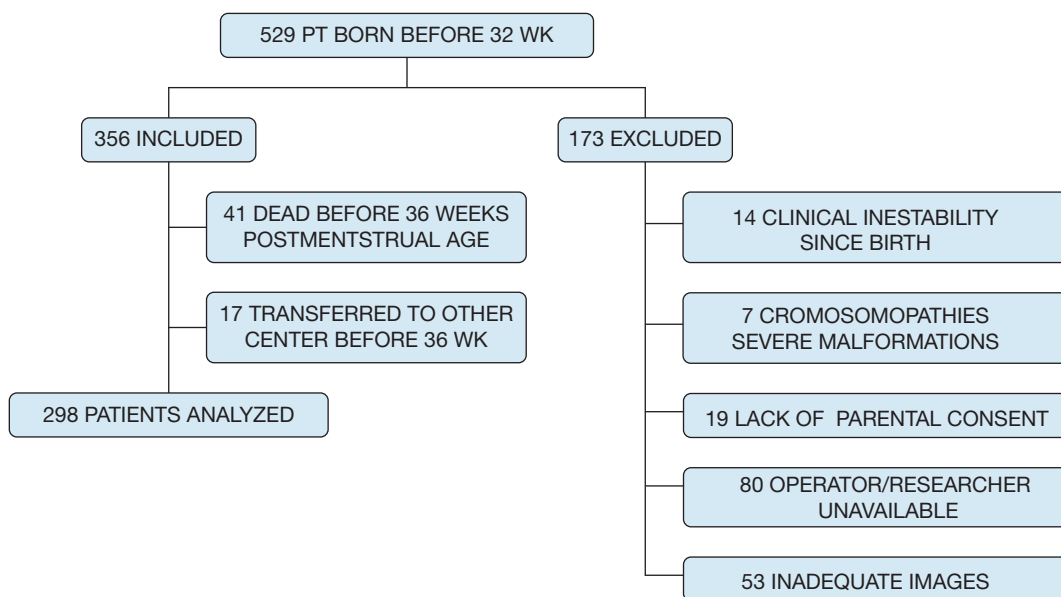 529 PT BORN BEFORE 32 WK
356 INCLUDED
41 DEAD BEFORE 36 WEEKS
POSTMENTSTRUAL AGE
17 TRANSFERRED TO OTHER
CENTER BEFORE 36 WK
298 PATIENTS ANALYZED
173 EXCLUDED
14 CLINICAL INESTABILITY
SINCE BIRTH
7 CROMOSOMOPATHIES
SEVERE MALFORMATIONS
19 LACK OF PARENTAL CONSENT
80 OPERATOR/RESEARCHER
UNAVAILABLE
53 INADEQUATE IMAGES